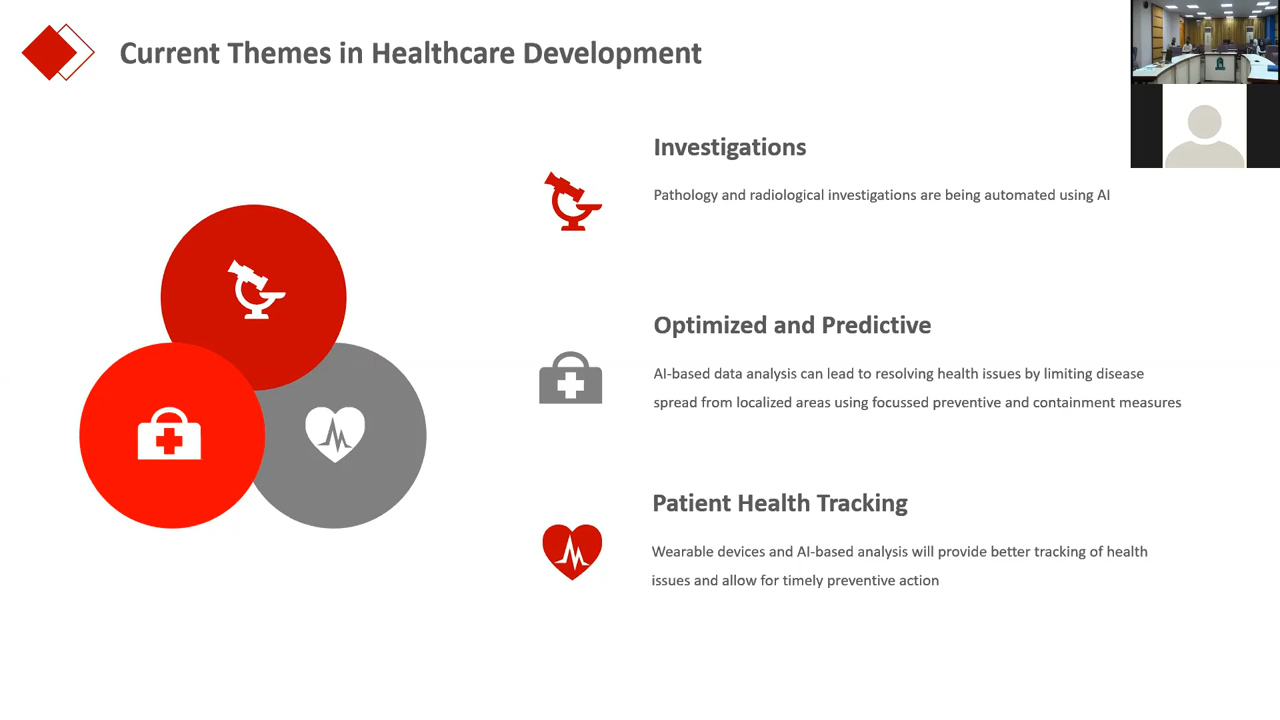 Current Themes in Healthcare Development
Investigations
Pathology and radiological investigations are being automated using AI
Optimized and Predictive
AI-based data analysis can lead to resolving health issues by limiting disease
spread from localized areas using focussed preventive and containment measures
Patient Health Tracking
Wearable devices and AI-based analysis will provide better tracking of health
issues and allow for timely preventive action